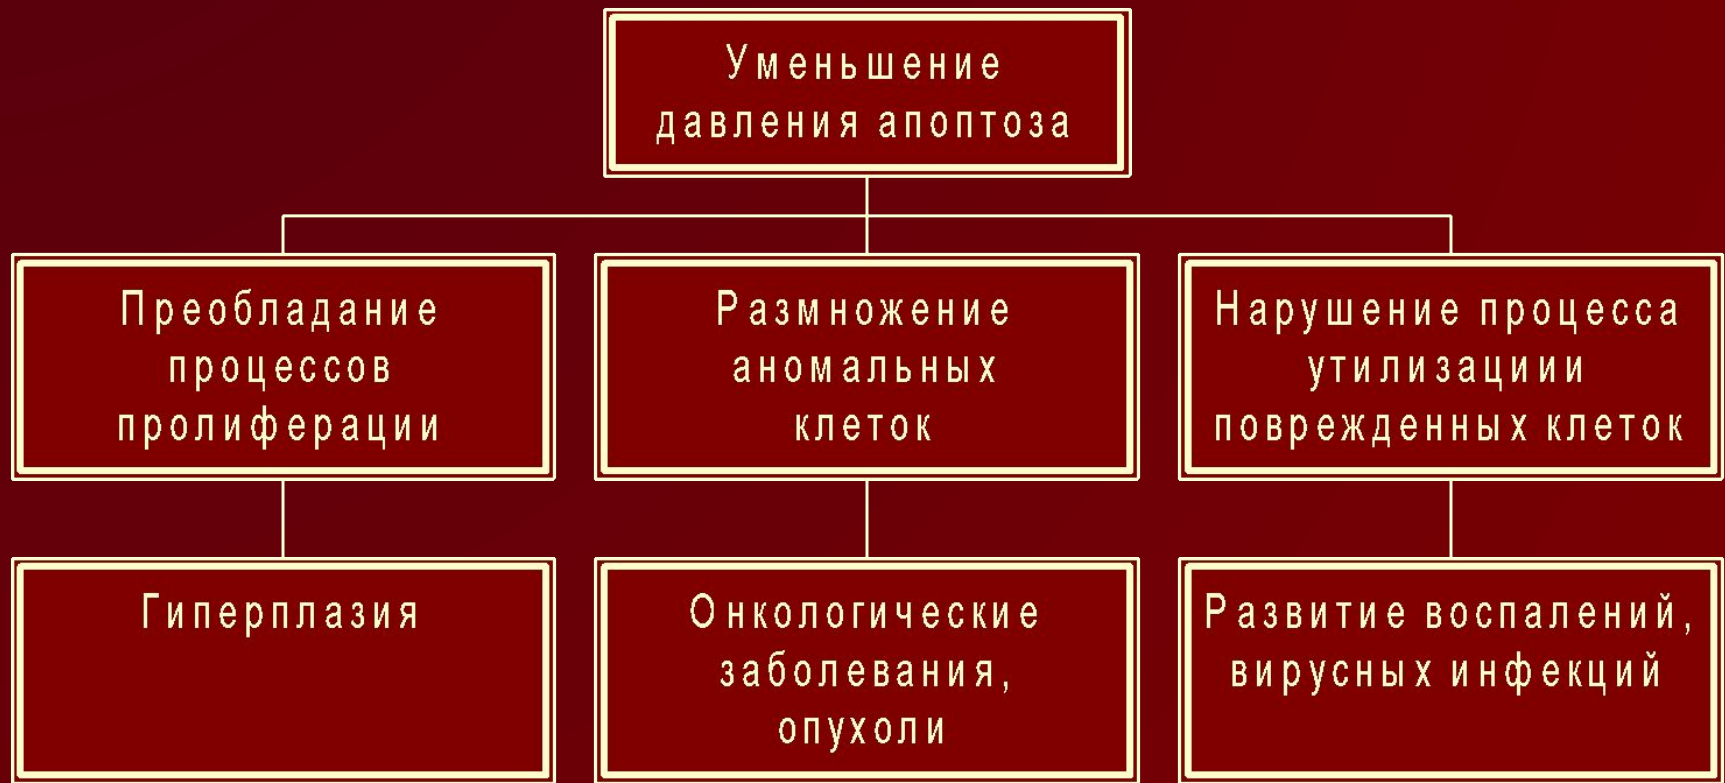 Уменьшение
давления апоптоза
Преобладание
процессов
пролиферации
Размножение
аномальных
клеток
Нарушение процесса
утилизациии
поврежденных клеток
Гиперплазия
Онкологические
заболевания,
опухоли
Развитие воспалений,
вирусных инфекций